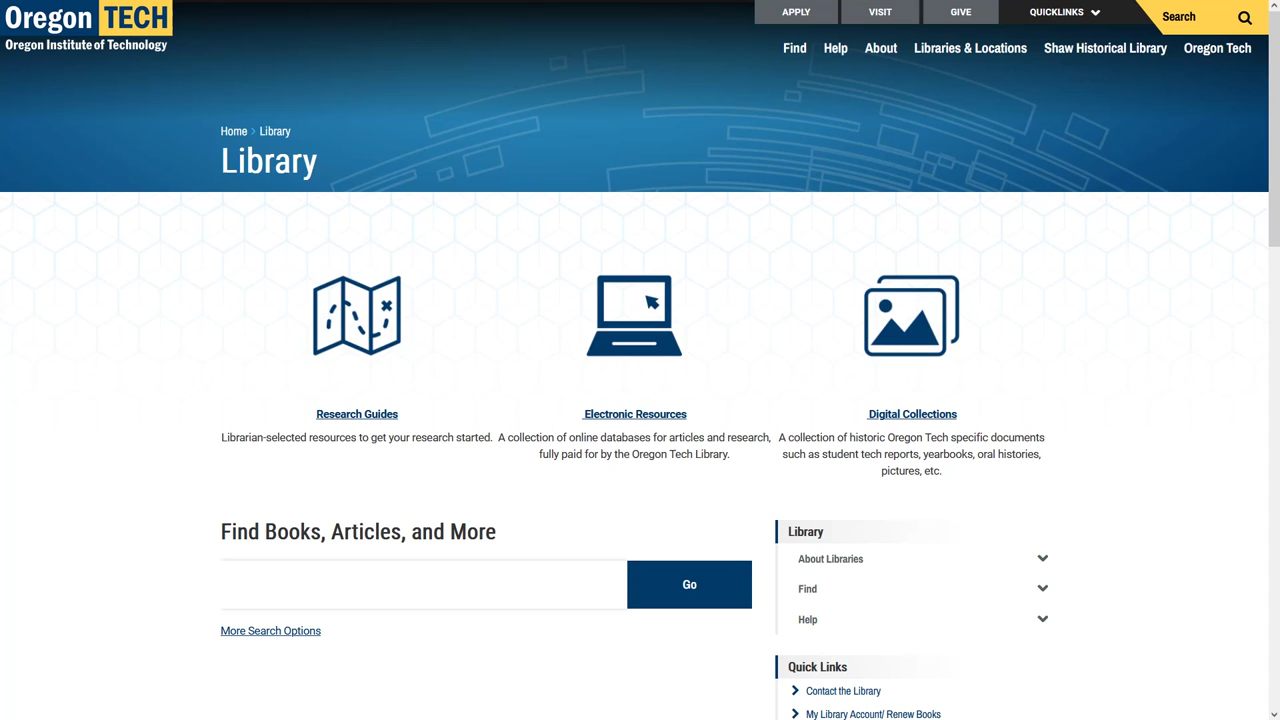 Oregon TECH
Oregon Institute of Technology
APPLY
VISIT
GIVE
QUICKLINKS
Search
Find
Help
About
Libraries & Locations
Shaw Historical Library
Oregon Tech
Home > Library
Library
Research Guides
Librarian-selected resources to get your research started.
Electronic Resources
A collection of online databases for articles and research,
fully paid for by the Oregon Tech Library.
Digital Collections
A collection of historic Oregon Tech specific documents
such as student tech reports, yearbooks, oral histories,
pictures, etc.
Find Books, Articles, and More
Go
More Search Options
Library
About Libraries
Find
Help
Quick Links
Contact the Library
My Library Account/ Renew Books